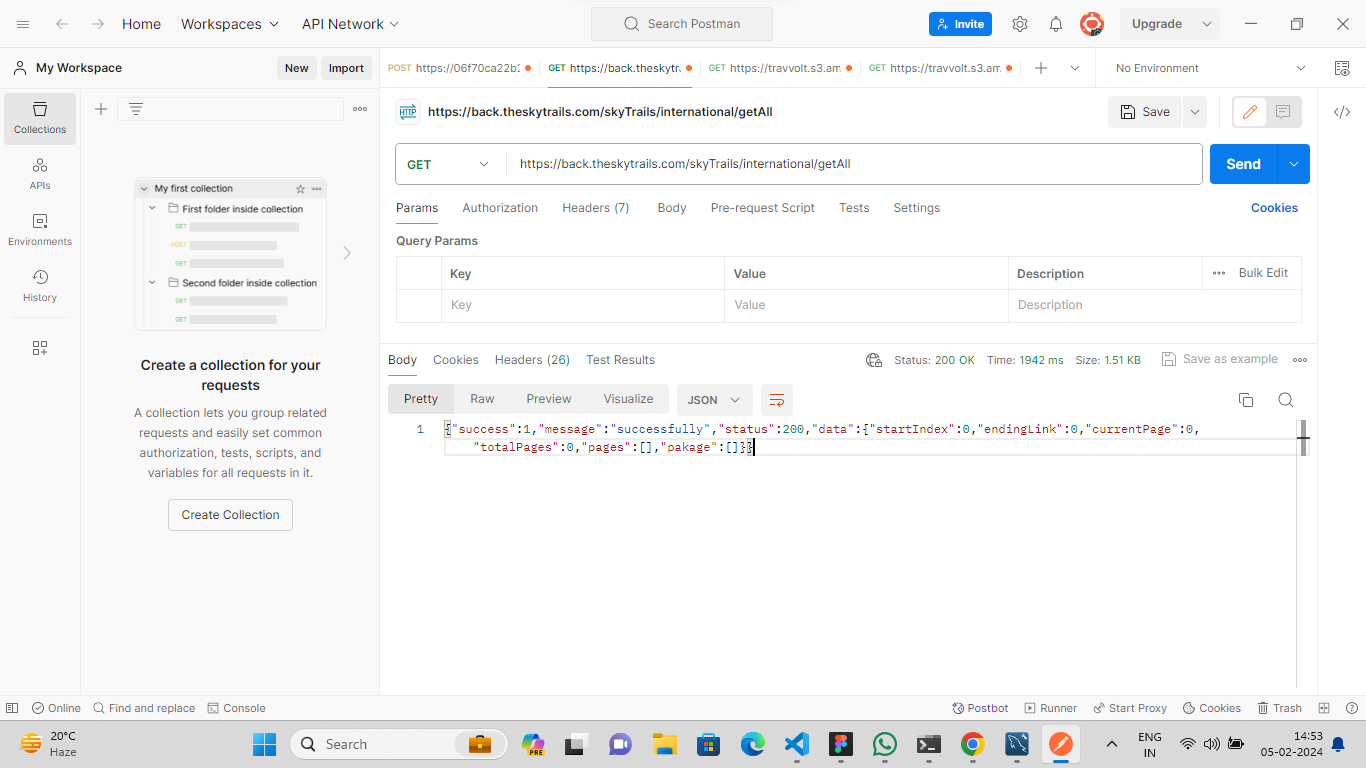 Home Workspaces API Network Search Postman Invite Upgrade
My Workspace New Import
POST https://06f70ca22b2 GET https://back.theskytra GET https://travvolt.s3.am GET https://travvolt.s3.am No Environment
Collections
APIs
Environments
History
My first collection
First folder inside collection
GET
POST
GET
Second folder inside collection
GET
GET
Create a collection for your
requests
A collection lets you group related
requests and easily set common
authorization, tests, scripts, and
variables for all requests in it.
Create Collection
HTTP https://back.theskytrails.com/skyTrails/international/getAll Save
GET https://back.theskytrails.com/skyTrails/international/getAll Send
Params Authorization Headers (7) Body Pre-request Script Tests Settings Cookies
Query Params
Key Value Description Bulk Edit
Key Value Description
Body Cookies Headers (26) Test Results Status: 200 OK Time: 1942 ms Size: 1.51 KB Save as example
Pretty Raw Preview Visualize JSON
1 {"success":1,"message":"successfully","status":200,"data":{"startIndex":0,"endingLink":0,"currentPage":0,
"totalPages":0,"pages":[],"pakage":[]}}
Online Find and replace Console Postbot Runner Start Proxy Cookies Trash
20°C
Haze
Search
PRE
ENG
IN
14:53
05-02-2024